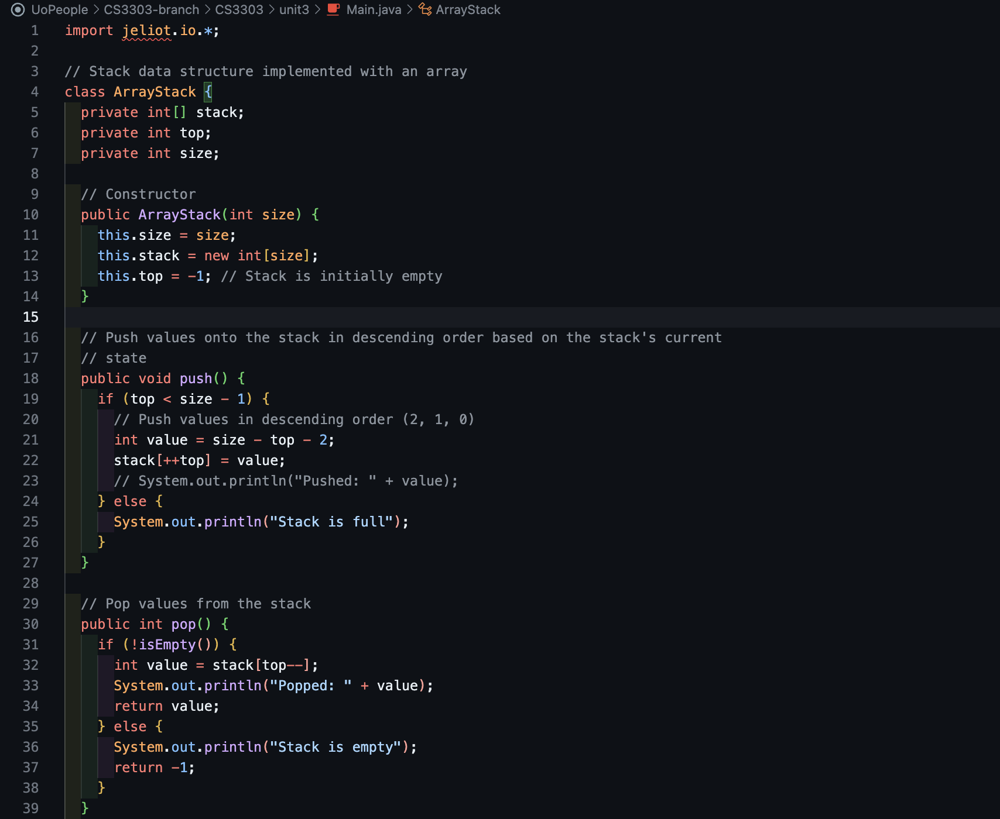 UoPeople > CS3303-branch > CS3303 > unit3 > Main.java > ArrayStack
1 import jeliot.io.*;
2
3 // Stack data structure implemented with an array
4 class ArrayStack {
5 private int[] stack;
6 private int top;
7 private int size;
8
9 // Constructor
10 public ArrayStack(int size) {
11 this.size = size;
12 this.stack = new int[size];
13 this.top = -1; // Stack is initially empty
14 }
15
16 // Push values onto the stack in descending order based on the stack's current
17 // state
18 public void push() {
19 if (top < size - 1) {
20 // Push values in descending order (2, 1, 0)
21 int value = size - top - 2;
22 stack[++top] = value;
23 // System.out.println("Pushed: " + value);
24 } else {
25 System.out.println("Stack is full");
26 }
27 }
28
29 // Pop values from the stack
30 public int pop() {
31 if (!isEmpty()) {
32 int value = stack[top--];
33 System.out.println("Popped: " + value);
34 return value;
35 } else {
36 System.out.println("Stack is empty");
37 return -1;
38 }
39 }